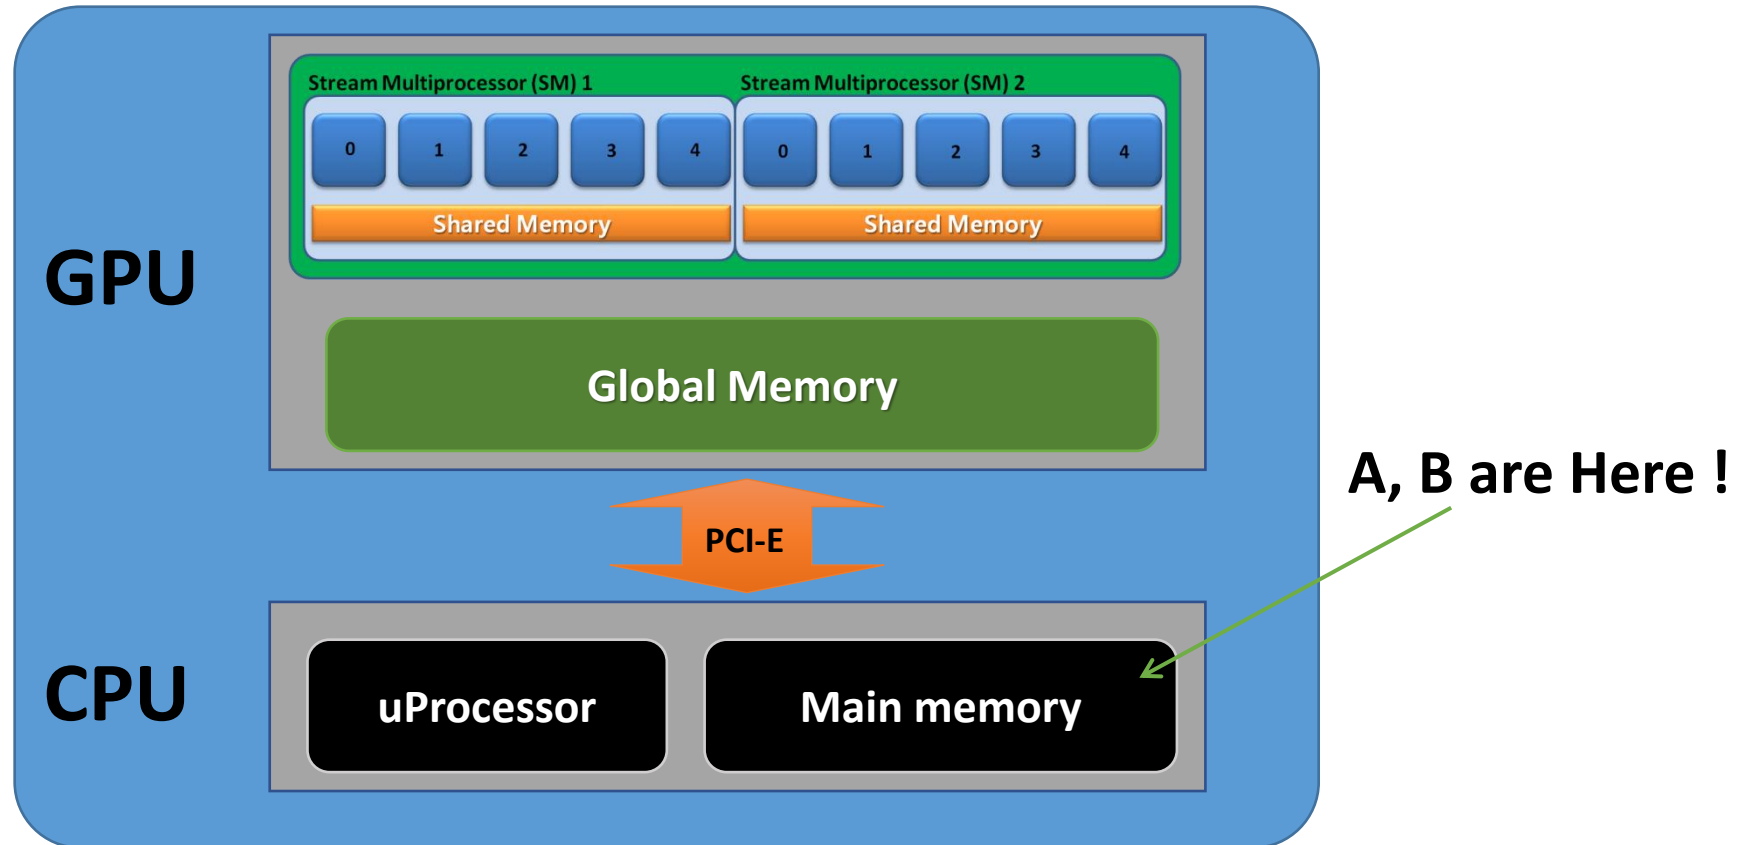 Stream Multiprocessor (SM) 1
Stream Multiprocessor (SM) 2
0 1 2 3 4
0 1 2 3 4
Shared Memory
Shared Memory
GPU
Global Memory
A, B are Here !
PCI-E
CPU
uProcessor
Main memory